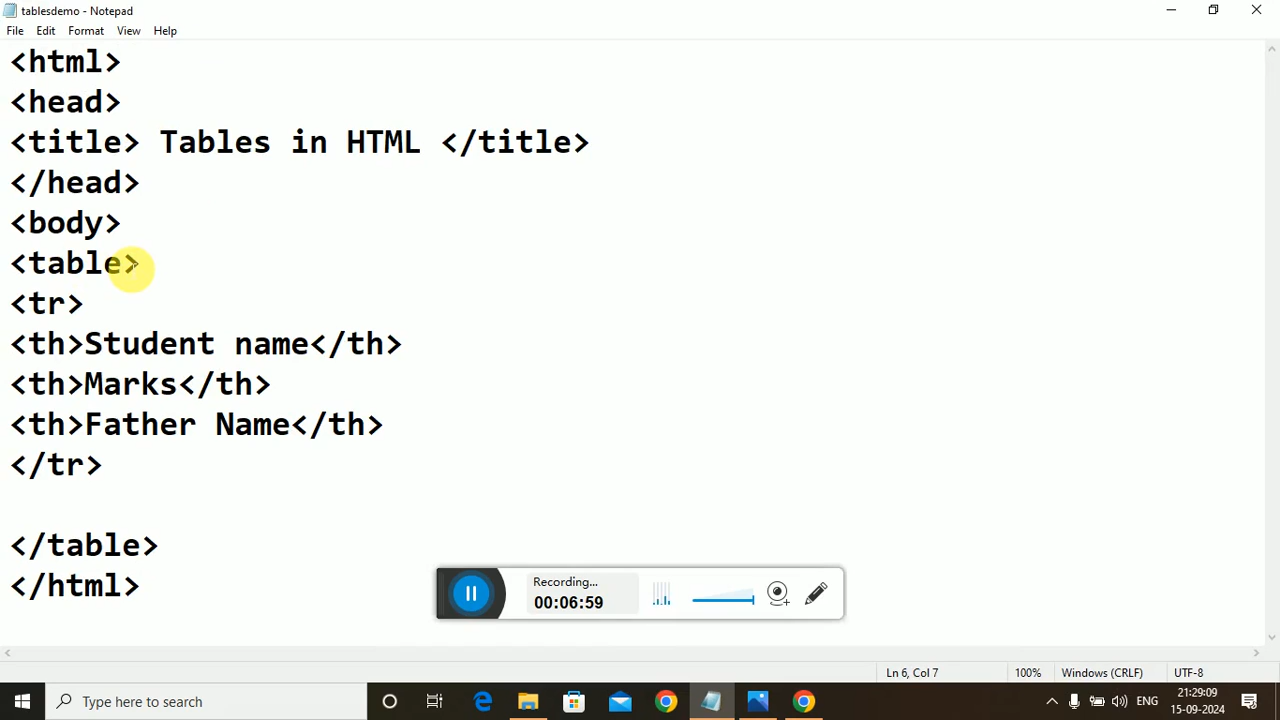 tablesdemo - Notepad
File Edit Format View Help
<html>
<head>
<title> Tables in HTML </title>
</head>
<body>
<table>
<tr>
<th>Student name</th>
<th>Marks</th>
<th>Father Name</th>
</tr>
</table>
</html>
Recording...
00:06:59
Ln 6, Col 7 100% Windows (CRLF) UTF-8
Type here to search
ENG
21:29:09
15-09-2024